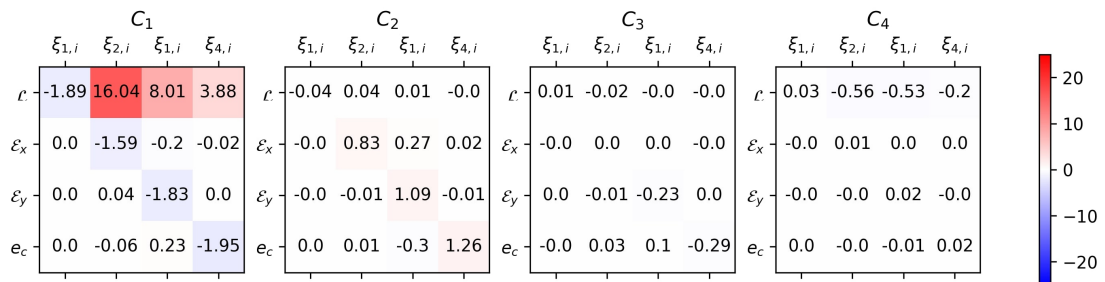 C₁ C₂ C₃ C₄
ξ₁,ᵢ ξ₂,ᵢ ξ₁,ᵢ ξ₄,ᵢ ξ₁,ᵢ ξ₂,ᵢ ξ₁,ᵢ ξ₄,ᵢ ξ₁,ᵢ ξ₂,ᵢ ξ₁,ᵢ ξ₄,ᵢ ξ₁,ᵢ ξ₂,ᵢ ξ₁,ᵢ ξ₄,ᵢ
ℒ -1.89 16.04 8.01 3.88 ℒ -0.04 0.04 0.01 -0.0 ℒ 0.01 -0.02 -0.0 -0.0 ℒ 0.03 -0.56 -0.53 -0.2
ℰₓ 0.0 -1.59 -0.2 -0.02 ℰₓ -0.0 0.83 0.27 0.02 ℰₓ -0.0 0.0 0.0 -0.0 ℰₓ -0.0 0.01 0.0 0.0
ℰ_y 0.0 0.04 -1.83 0.0 ℰ_y -0.0 -0.01 1.09 -0.01 ℰ_y 0.0 -0.01 -0.23 0.0 ℰ_y -0.0 -0.0 0.02 -0.0
e_c 0.0 -0.06 0.23 -1.95 e_c 0.0 0.01 -0.3 1.26 e_c -0.0 0.03 0.1 -0.29 e_c 0.0 -0.0 -0.01 0.02
20
10
0
-10
-20